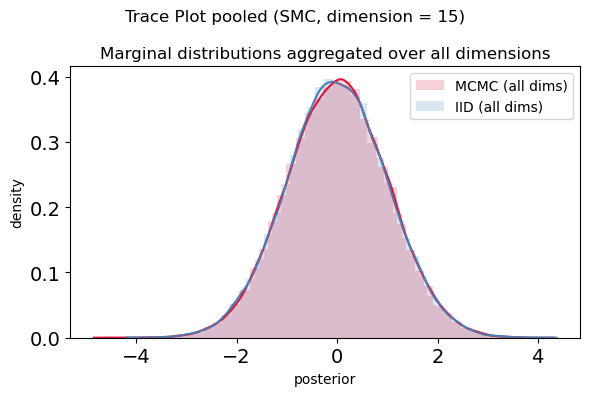 Trace Plot pooled (SMC, dimension = 15)
Marginal distributions aggregated over all dimensions
MCMC (all dims)
IID (all dims)
density
0.4
0.3
0.2
0.1
0.0
−4
−2
0
2
4
posterior